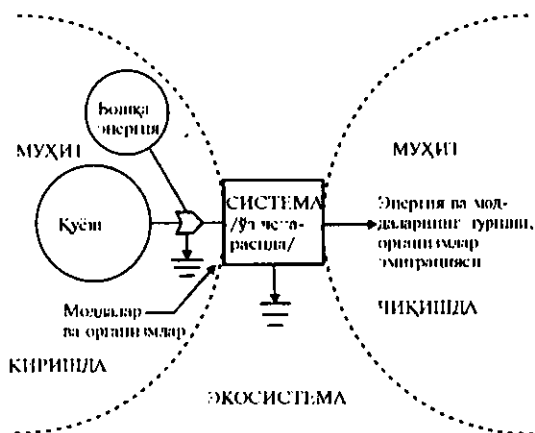 Бошқа
энергия
МУҲИТ
Қуёш
СИСТЕМА
/ўз чега-
расида/
МУҲИТ
Энергия ва мод-
даларнинг туриши,
организмлар
эмиграцияси
Моддалар
ва организмлар
КИРИШДА
ЧИҚИШДА
ЭКОСИСТЕМА